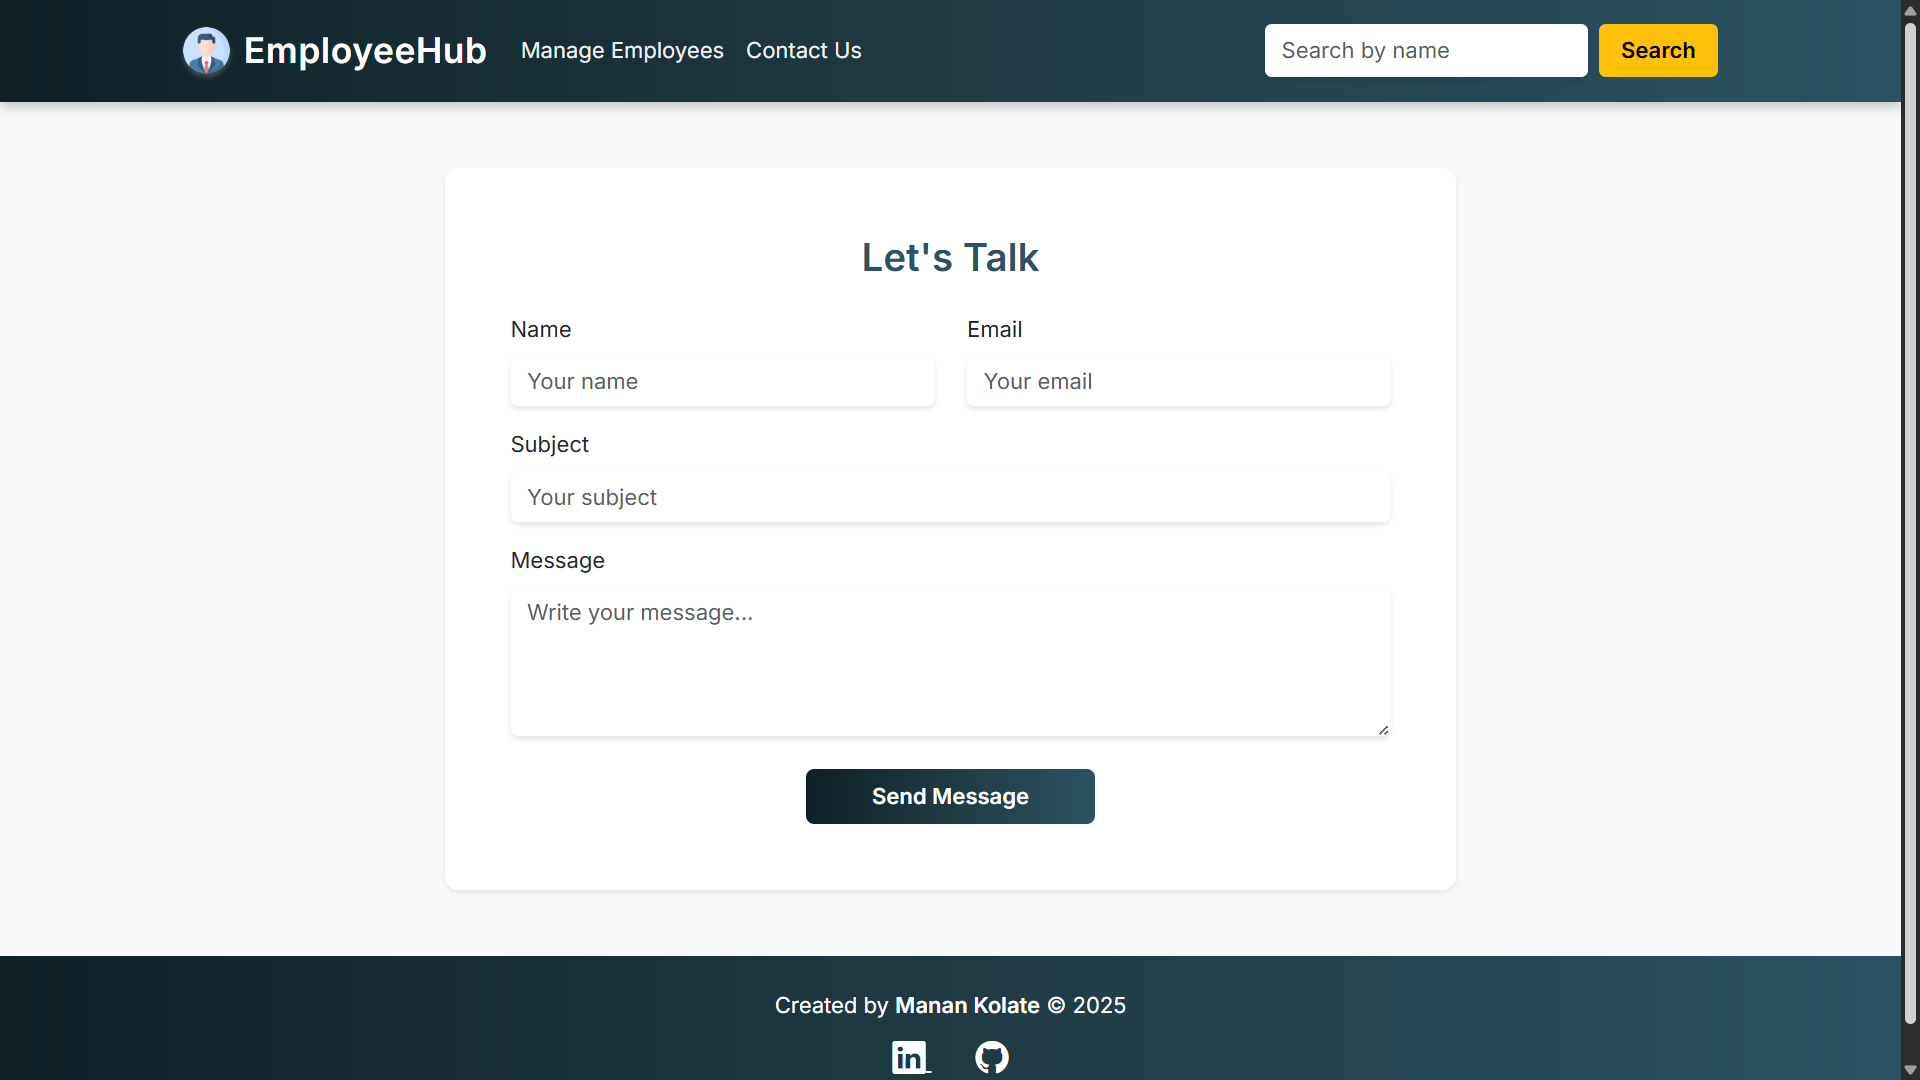 EmployeeHub Manage Employees Contact Us Search by name Search
Let's Talk
Name Email
Your name Your email
Subject
Your subject
Message
Write your message...
Send Message
Created by Manan Kolate © 2025
in